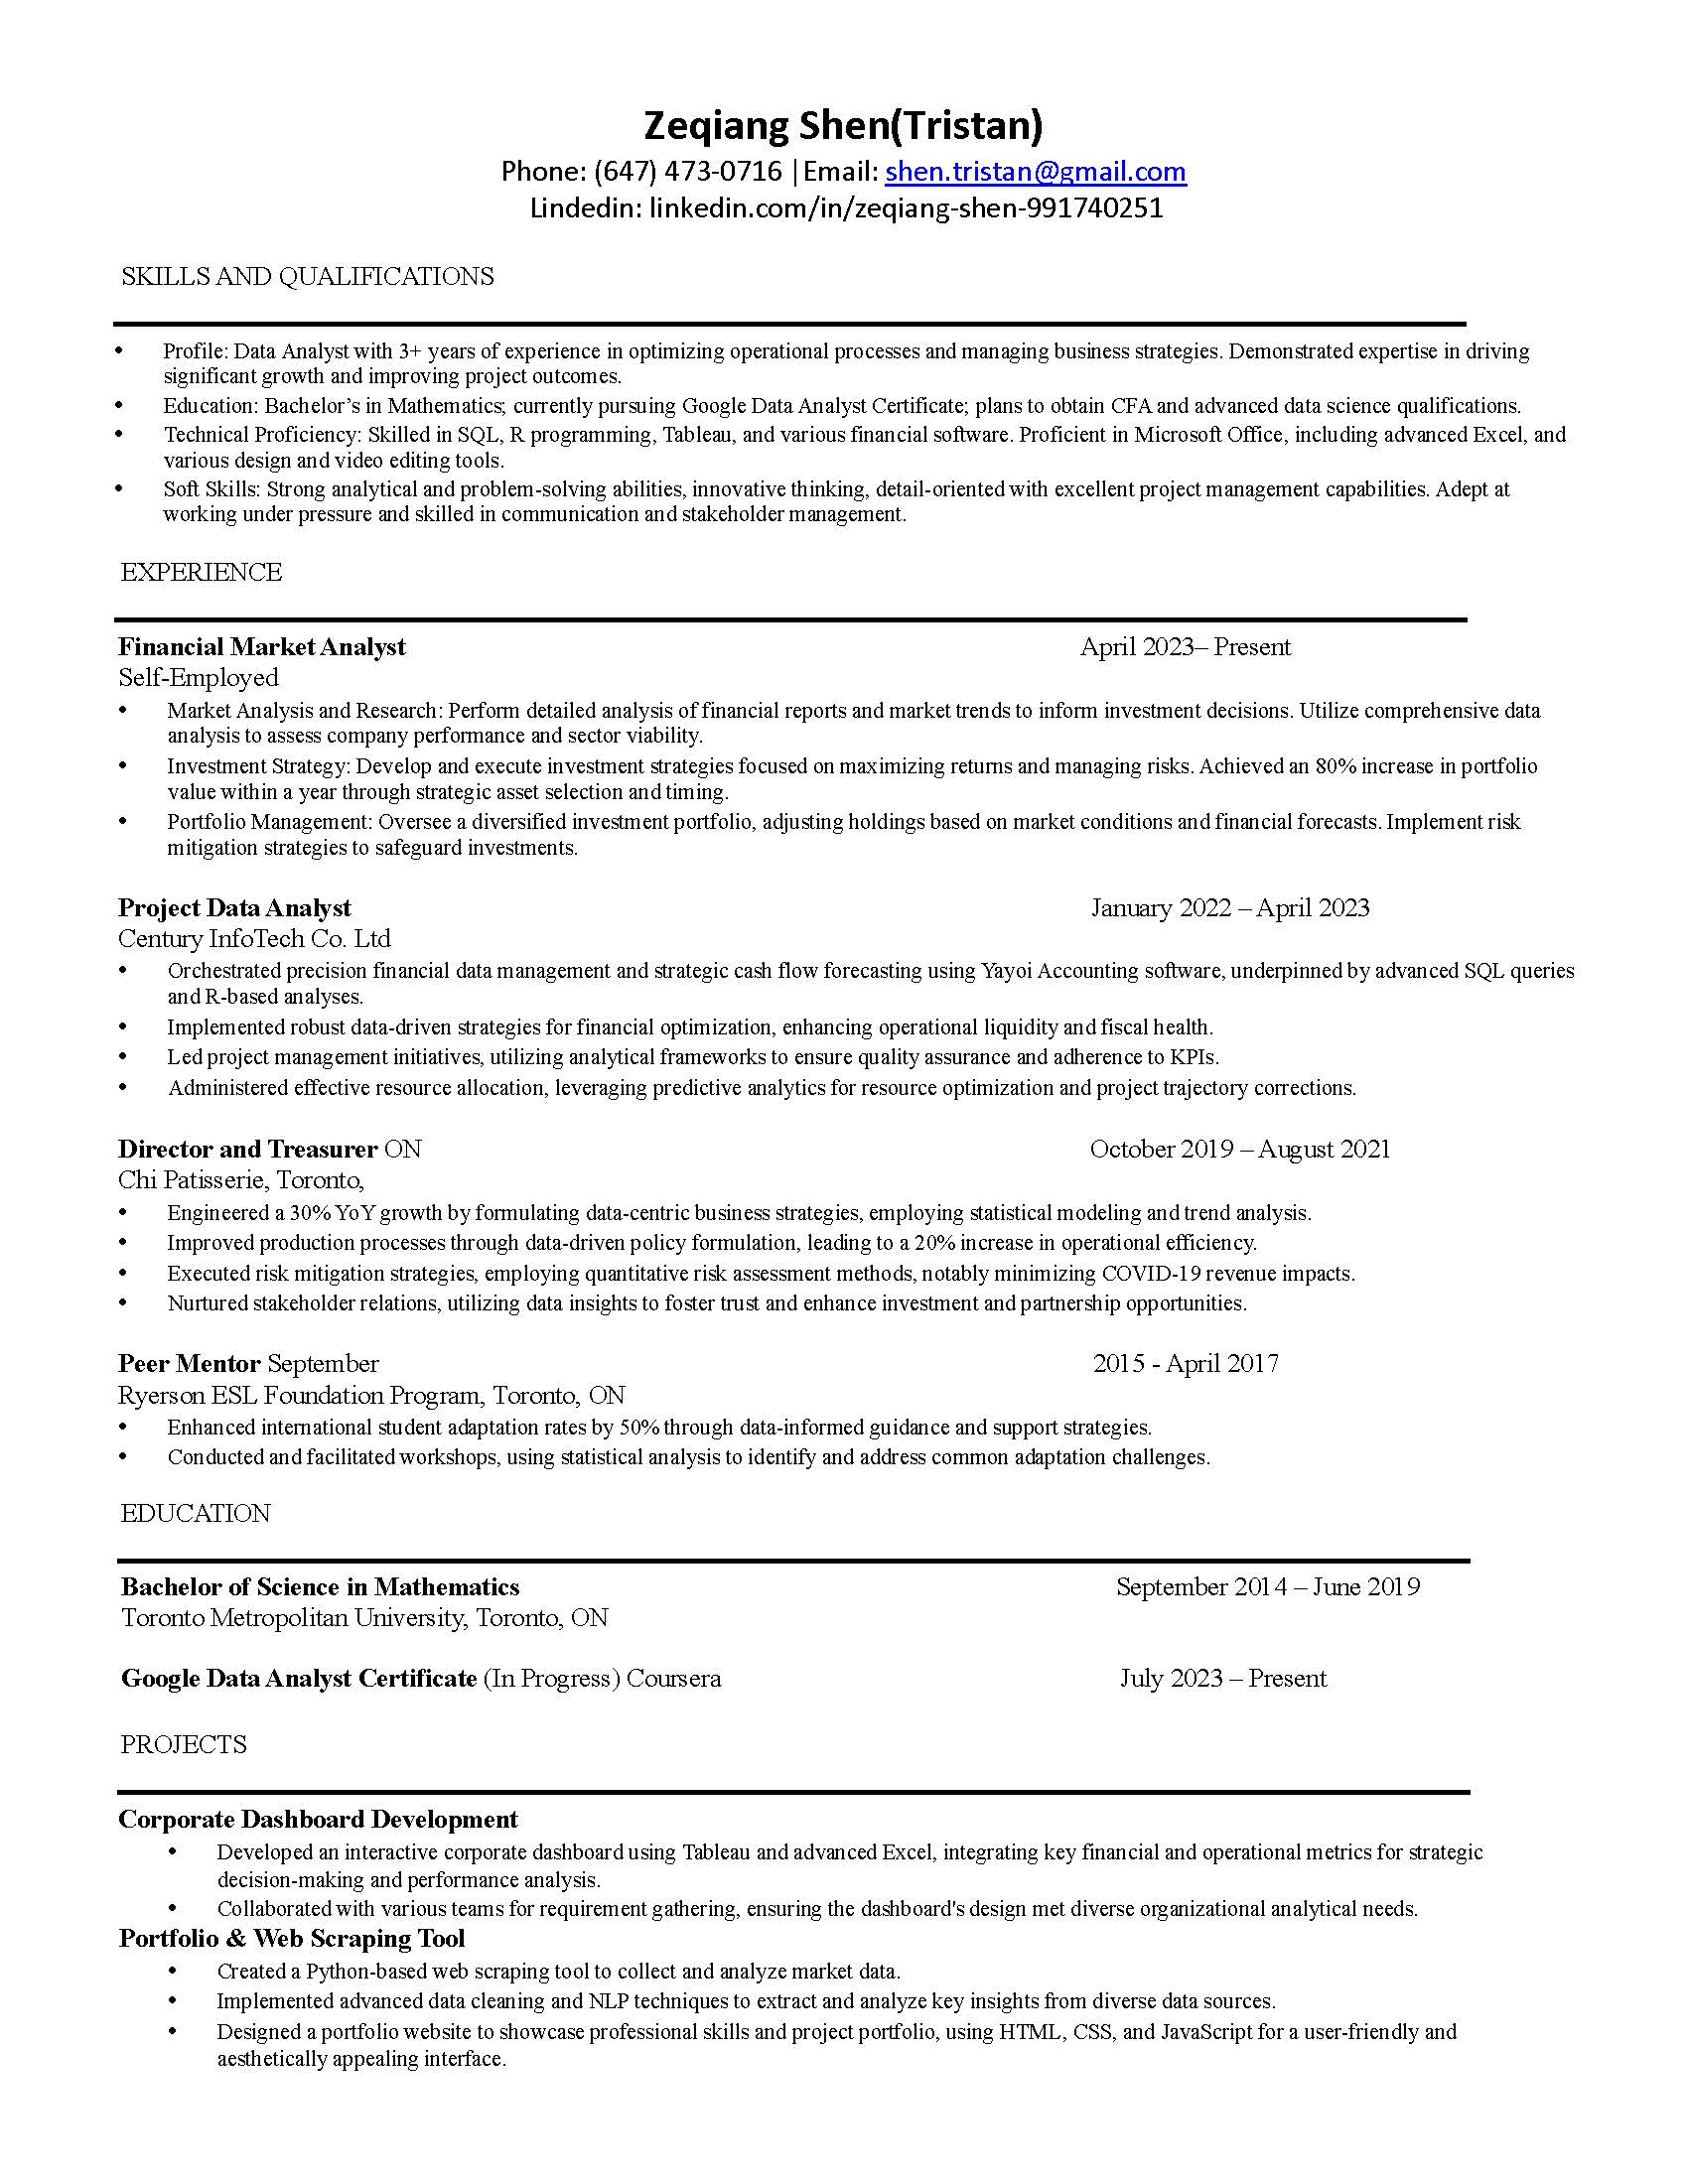 Zeqiang Shen(Tristan)
Phone: (647) 473-0716 |Email: shen.tristan@gmail.com
Lindedin: linkedin.com/in/zeqiang-shen-991740251
SKILLS AND QUALIFICATIONS
• Profile: Data Analyst with 3+ years of experience in optimizing operational processes and managing business strategies. Demonstrated expertise in driving
significant growth and improving project outcomes.
• Education: Bachelor’s in Mathematics; currently pursuing Google Data Analyst Certificate; plans to obtain CFA and advanced data science qualifications.
• Technical Proficiency: Skilled in SQL, R programming, Tableau, and various financial software. Proficient in Microsoft Office, including advanced Excel, and
various design and video editing tools.
• Soft Skills: Strong analytical and problem-solving abilities, innovative thinking, detail-oriented with excellent project management capabilities. Adept at
working under pressure and skilled in communication and stakeholder management.
EXPERIENCE
Financial Market Analyst April 2023– Present
Self-Employed
• Market Analysis and Research: Perform detailed analysis of financial reports and market trends to inform investment decisions. Utilize comprehensive data
analysis to assess company performance and sector viability.
• Investment Strategy: Develop and execute investment strategies focused on maximizing returns and managing risks. Achieved an 80% increase in portfolio
value within a year through strategic asset selection and timing.
• Portfolio Management: Oversee a diversified investment portfolio, adjusting holdings based on market conditions and financial forecasts. Implement risk
mitigation strategies to safeguard investments.
Project Data Analyst January 2022 – April 2023
Century InfoTech Co. Ltd
• Orchestrated precision financial data management and strategic cash flow forecasting using Yayoi Accounting software, underpinned by advanced SQL queries
and R-based analyses.
• Implemented robust data-driven strategies for financial optimization, enhancing operational liquidity and fiscal health.
• Led project management initiatives, utilizing analytical frameworks to ensure quality assurance and adherence to KPIs.
• Administered effective resource allocation, leveraging predictive analytics for resource optimization and project trajectory corrections.
Director and Treasurer ON October 2019 – August 2021
Chi Patisserie, Toronto,
• Engineered a 30% YoY growth by formulating data-centric business strategies, employing statistical modeling and trend analysis.
• Improved production processes through data-driven policy formulation, leading to a 20% increase in operational efficiency.
• Executed risk mitigation strategies, employing quantitative risk assessment methods, notably minimizing COVID-19 revenue impacts.
• Nurtured stakeholder relations, utilizing data insights to foster trust and enhance investment and partnership opportunities.
Peer Mentor September 2015 - April 2017
Ryerson ESL Foundation Program, Toronto, ON
• Enhanced international student adaptation rates by 50% through data-informed guidance and support strategies.
• Conducted and facilitated workshops, using statistical analysis to identify and address common adaptation challenges.
EDUCATION
Bachelor of Science in Mathematics September 2014 – June 2019
Toronto Metropolitan University, Toronto, ON
Google Data Analyst Certificate (In Progress) Coursera July 2023 – Present
PROJECTS
Corporate Dashboard Development
• Developed an interactive corporate dashboard using Tableau and advanced Excel, integrating key financial and operational metrics for strategic
decision-making and performance analysis.
• Collaborated with various teams for requirement gathering, ensuring the dashboard's design met diverse organizational analytical needs.
Portfolio & Web Scraping Tool
• Created a Python-based web scraping tool to collect and analyze market data.
• Implemented advanced data cleaning and NLP techniques to extract and analyze key insights from diverse data sources.
• Designed a portfolio website to showcase professional skills and project portfolio, using HTML, CSS, and JavaScript for a user-friendly and
aesthetically appealing interface.